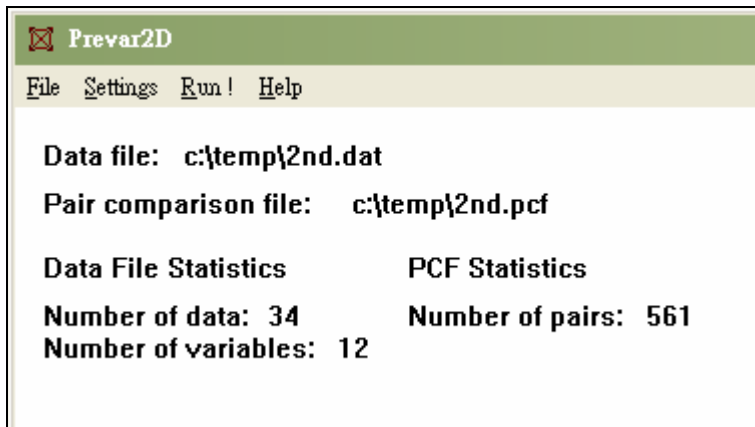 Prevar2D
File Settings Run ! Help
Data file: c:\temp\2nd.dat
Pair comparison file: c:\temp\2nd.pcf
Data File Statistics PCF Statistics
Number of data: 34 Number of pairs: 561
Number of variables: 12